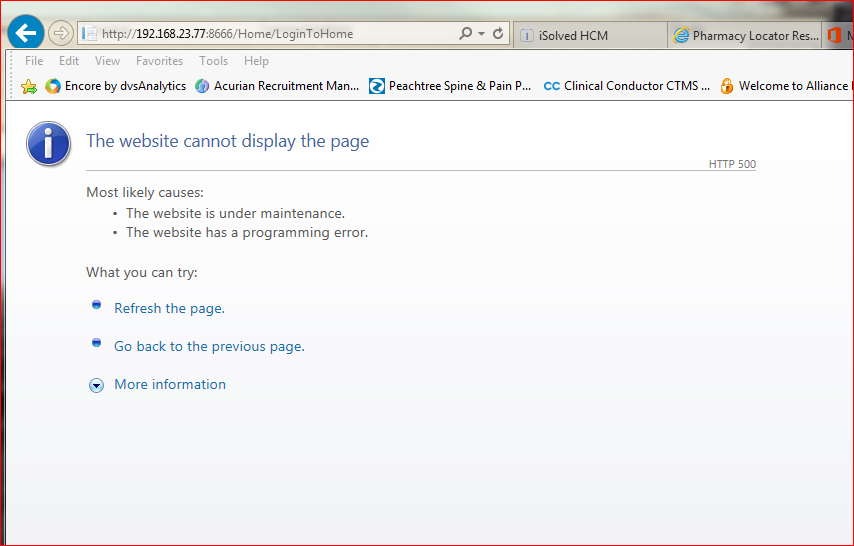 http://192.168.23.77:8666/Home/LoginToHome
iSolved HCM
Pharmacy Locator Res...
File Edit View Favorites Tools Help
Encore by dvsAnalytics
Acurian Recruitment Man...
Peachtree Spine & Pain P...
CC Clinical Conductor CTMS ...
Welcome to Alliance
The website cannot display the page
HTTP 500
Most likely causes:
• The website is under maintenance.
• The website has a programming error.
What you can try:
Refresh the page.
Go back to the previous page.
More information